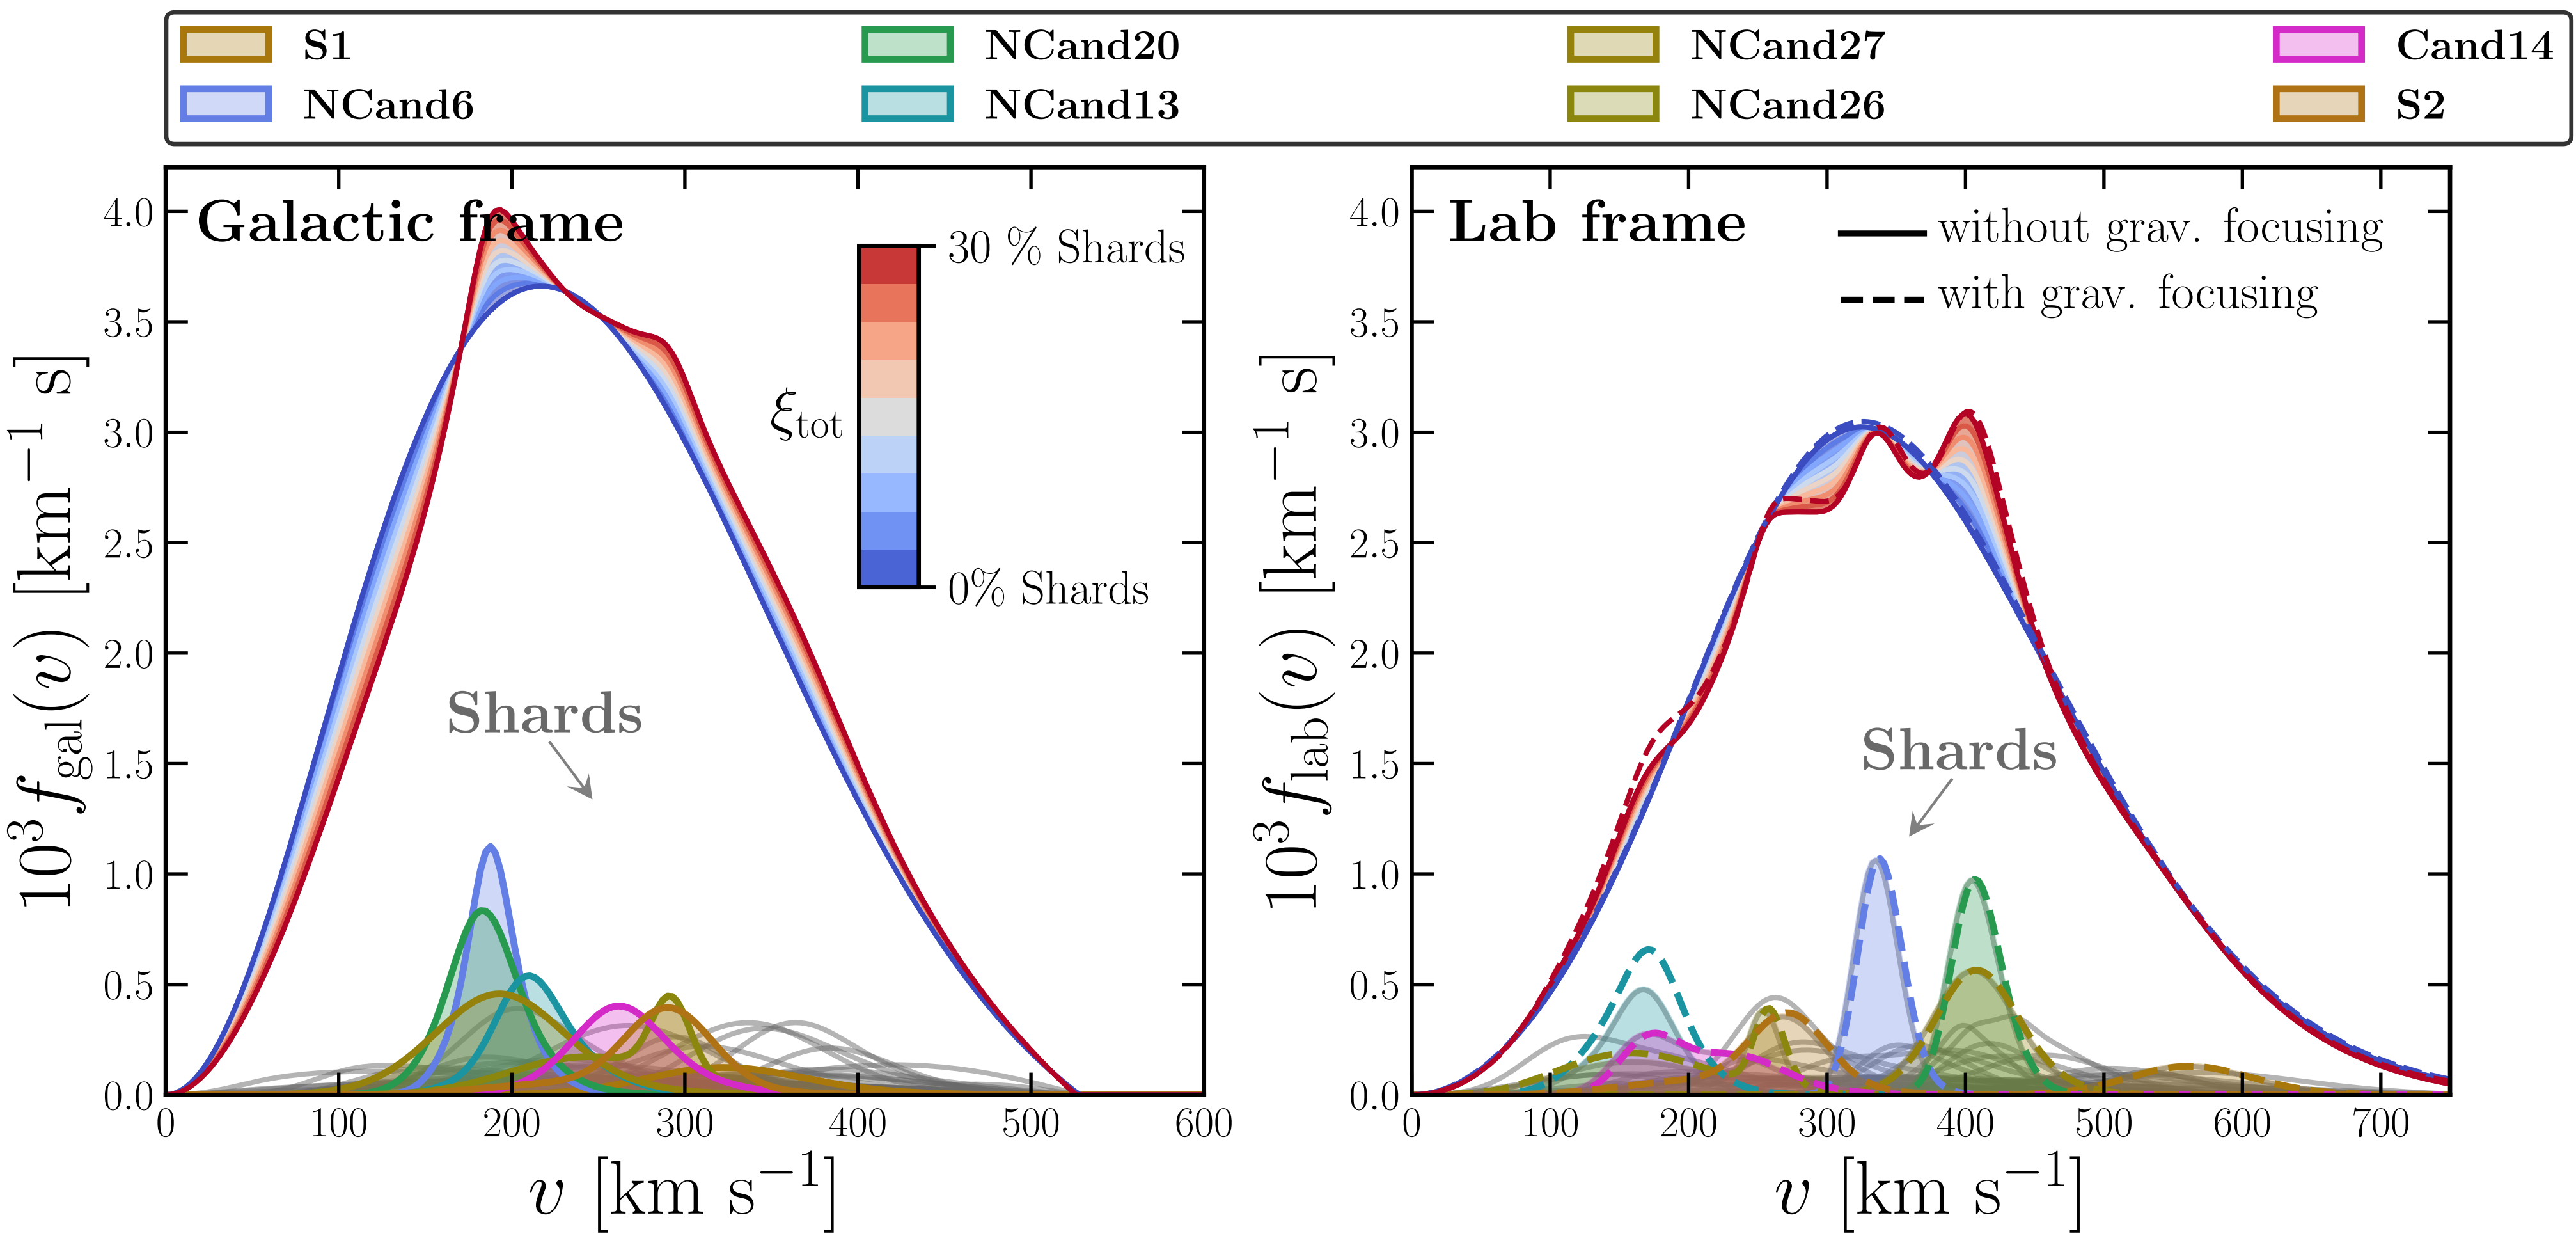 S1 NCand20 NCand27 Cand14
NCand6 NCand13 NCand26 S2
Galactic frame
30 % Shards
ξtot
0% Shards
Shards
4.0
3.5
3.0
2.5
2.0
1.5
1.0
0.5
0.0
10³ fgal(v) [km⁻¹ s]
0 100 200 300 400 500 600
v [km s⁻¹]
Lab frame
without grav. focusing
with grav. focusing
Shards
4.0
3.5
3.0
2.5
2.0
1.5
1.0
0.5
0.0
10³ flab(v) [km⁻¹ s]
0 100 200 300 400 500 600 700
v [km s⁻¹]